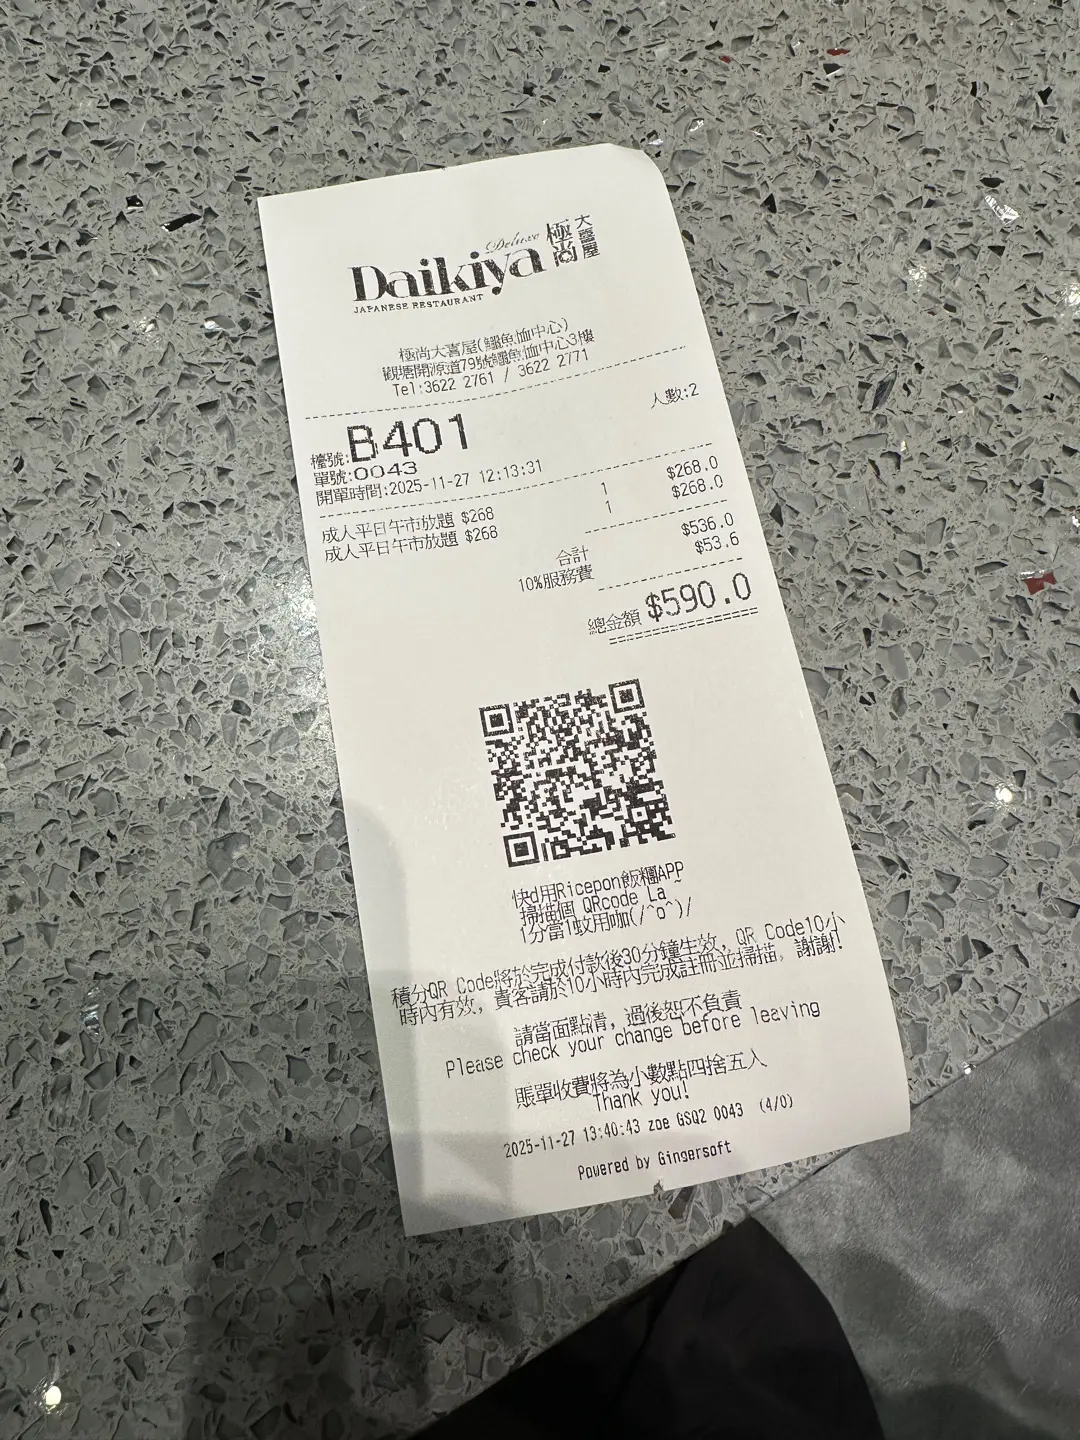 Deluxe
Daikiya
極尚
大喜屋
JAPANESE RESTAURANT
極尚大喜屋(鱷魚恤中心)
觀塘開源道79號鱷魚恤中心3樓
Tel:3622 2761 / 3622 2771
檯號:B401
人數:2
單號:0043
開單時間:2025-11-27 12:13:31
成人平日午市放題 $268 1 $268.0
成人平日午市放題 $268 1 $268.0
合計 $536.0
10%服務費 $53.6
總金額 $590.0
快d用Ricepon飯糰APP
掃描個 QRcode La ~
1分當1蚊用咖(/^o^)/
積分QR Code將於完成付款後30分鐘生效, QR Code10小
時內有效, 貴客請於10小時內完成註冊並掃描, 謝謝!
請當面點清, 過後恕不負責
Please check your change before leaving
賬單收費將為小數點四捨五入
Thank you!
2025-11-27 13:40:43 zoe GSQ2 0043 (4/0)
Powered by Gingersoft